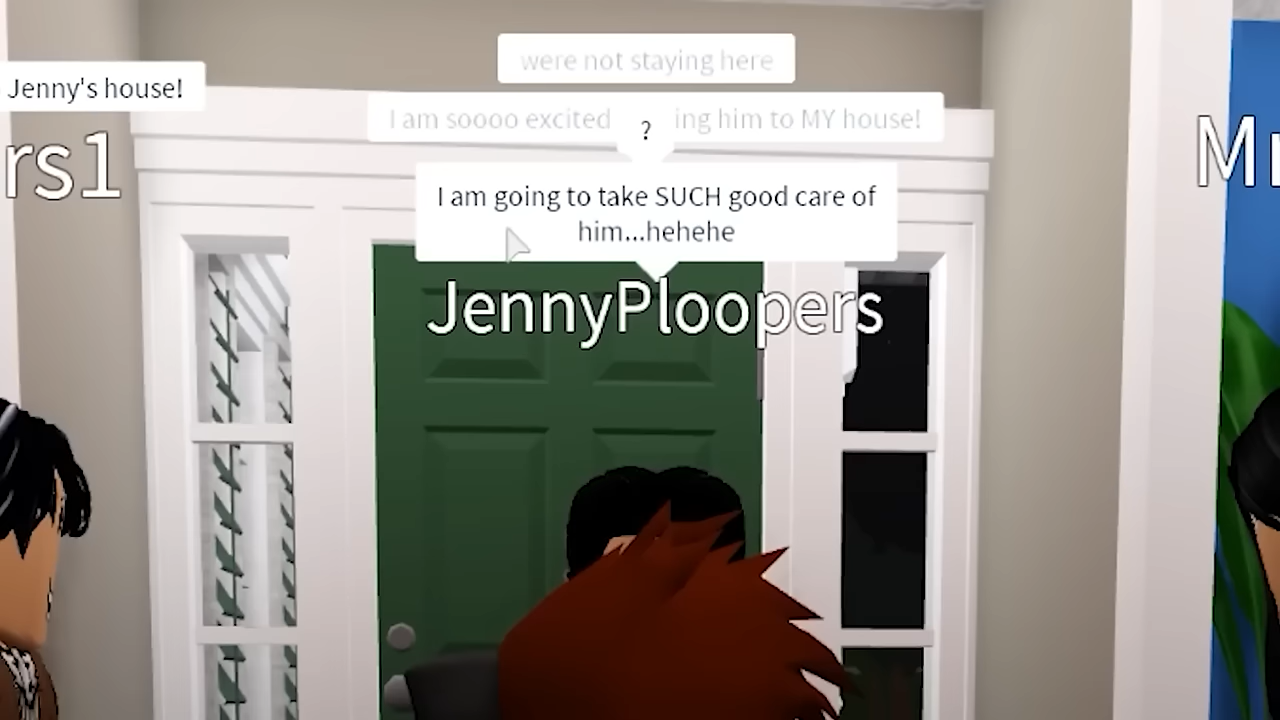 were not staying here
Jenny's house!
I am soooo excited ing him to MY house!
?
rs1
Mr
I am going to take SUCH good care of
him...hehehe
JennyPloopers